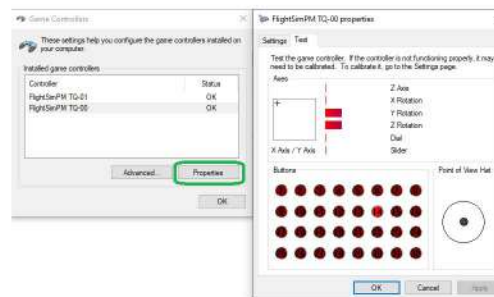 Game Controllers
These settings help you configure the game controllers installed on
your computer.
Installed game controllers
Controller Status
FlightSimPM TQ-01 OK
FlightSimPM TQ-00 OK
Advanced... Properties
OK
FlightSimPM TQ-00 properties
Settings Test
Test the game controller. If the controller is not functioning properly, it may
need to be calibrated. To calibrate it, go to the Settings page.
Axes
Z Axis
X Rotation
Y Rotation
Z Rotation
Dial
X Axis / Y Axis Slider
Buttons Point of View Hat
OK Cancel Apply